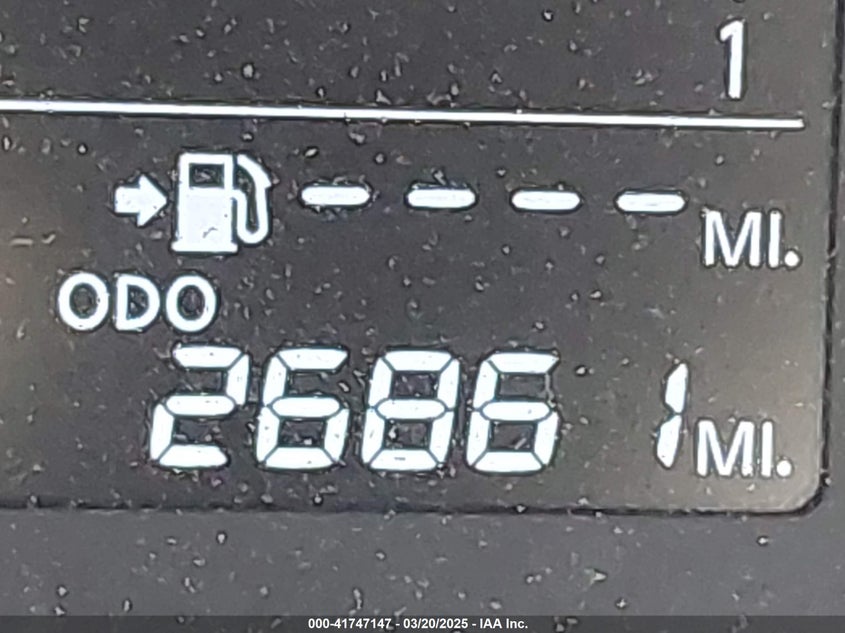 1
---- MI.
ODO
26861 MI.
000-41747147 - 03/20/2025 - IAA Inc.